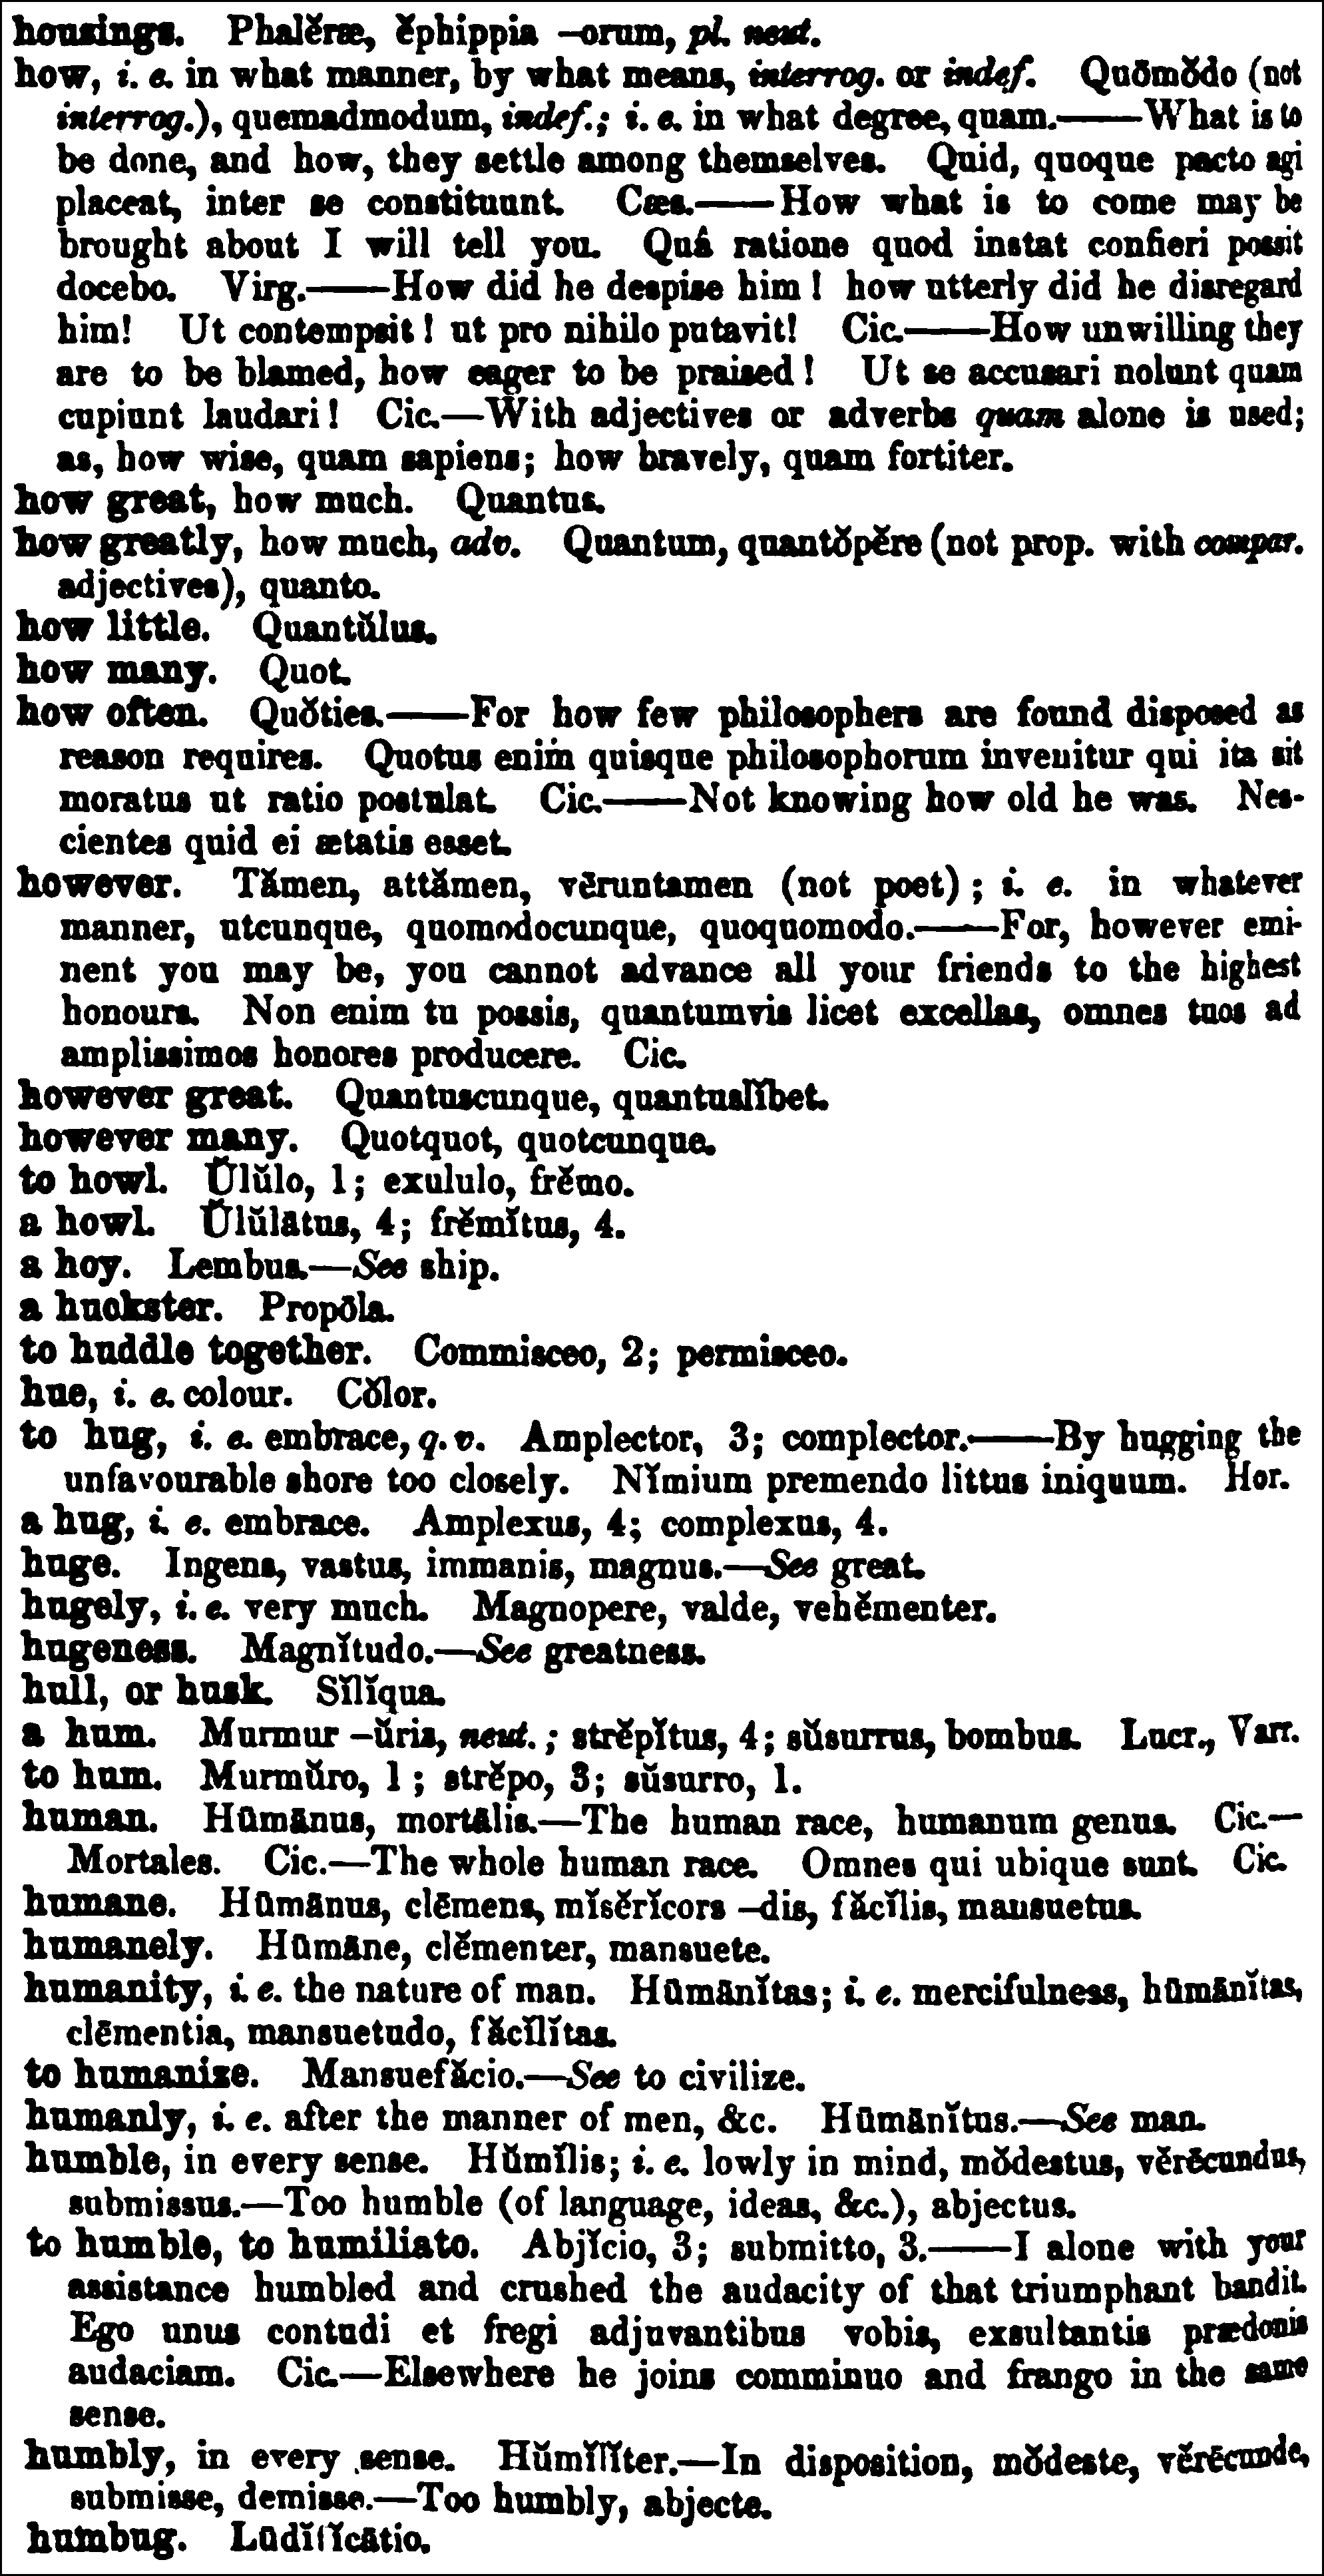 housings. Phalĕræ, ĕphippia –orum, pl. neut.
how, i. e. in what manner, by what means, interrog. or indef. Quōmŏdo (not
interrog.), quemadmodum, indef.; i. e. in what degree, quam.——What is to
be done, and how, they settle among themselves. Quid, quoque pacto agi
placeat, inter se constituunt. Cæs.——How what is to come may be
brought about I will tell you. Quâ ratione quod instat confieri possit
docebo. Virg.——How did he despise him! how utterly did he disregard
him! Ut contempsit! ut pro nihilo putavit! Cic.——How unwilling they
are to be blamed, how eager to be praised! Ut se accusari nolunt quam
cupiunt laudari! Cic.—With adjectives or adverbs quam alone is used;
as, how wise, quam sapiens; how bravely, quam fortiter.
how great, how much. Quantus.
how greatly, how much, adv. Quantum, quantŏpĕre (not prop. with compar.
adjectives), quanto.
how little. Quantŭlus.
how many. Quot.
how often. Quŏties.——For how few philosophers are found disposed as
reason requires. Quotus enim quisque philosophorum invenitur qui ita sit
moratus ut ratio postulat. Cic.——Not knowing how old he was. Nes-
cientes quid ei ætatis esset.
however. Tămen, attămen, vēruntamen (not poet); i. e. in whatever
manner, utcunque, quomodocunque, quoquomodo.——For, however emi-
nent you may be, you cannot advance all your friends to the highest
honours. Non enim tu possis, quantumvis licet excellas, omnes tuos ad
amplissimos honores producere. Cic.
however great. Quantuscunque, quantuslĭbet.
however many. Quotquot, quotcunque.
to howl. Ŭlŭlo, 1; exululo, frĕmo.
a howl. Ŭlŭlātus, 4; frĕmĭtus, 4.
a hoy. Lembus.—See ship.
a huckster. Propōla.
to huddle together. Commisceo, 2; permisceo.
hue, i. e. colour. Cŏlor.
to hug, i. e. embrace, q. v. Amplector, 3; complector.——By hugging the
unfavourable shore too closely. Nĭmium premendo littus iniquum. Hor.
a hug, i. e. embrace. Amplexus, 4; complexus, 4.
huge. Ingens, vastus, immanis, magnus.—See great.
hugely, i. e. very much. Magnopere, valde, vehĕmenter.
hugeness. Magnĭtudo.—See greatness.
hull, or husk. Sĭlĭqua.
a hum. Murmur –ŭris, neut.; strĕpĭtus, 4; sŭsurrus, bombus. Lucr., Varr.
to hum. Murmŭro, 1; strĕpo, 3; sŭsurro, 1.
human. Hūmānus, mortālis.—The human race, humanum genus. Cic.—
Mortales. Cic.—The whole human race. Omnes qui ubique sunt. Cic.
humane. Hūmānus, clēmens, mĭsĕrĭcors –dis, făcĭlis, mansuetus.
humanely. Hūmāne, clĕmenter, mansuete.
humanity, i. e. the nature of man. Hūmānĭtas; i. e. mercifulness, hūmānĭtas,
clēmentia, mansuetudo, făcĭlĭtas.
to humanize. Mansuefăcio.—See to civilize.
humanly, i. e. after the manner of men, &c. Hūmānĭtus.—See man.
humble, in every sense. Hŭmĭlis; i. e. lowly in mind, mŏdestus, vĕrēcundus,
submissus.—Too humble (of language, ideas, &c.), abjectus.
to humble, to humiliate. Abjĭcio, 3; submitto, 3.——I alone with your
assistance humbled and crushed the audacity of that triumphant bandit.
Ego unus contudi et fregi adjuvantibus vobis, exsultantis prædonis
audaciam. Cic.—Elsewhere he joins comminuo and frango in the same
sense.
humbly, in every sense. Hŭmĭlĭter.—In disposition, mŏdeste, vĕrēcunde,
submisse, demisse.—Too humbly, abjecte.
humbug. Lūdĭfĭcātio.